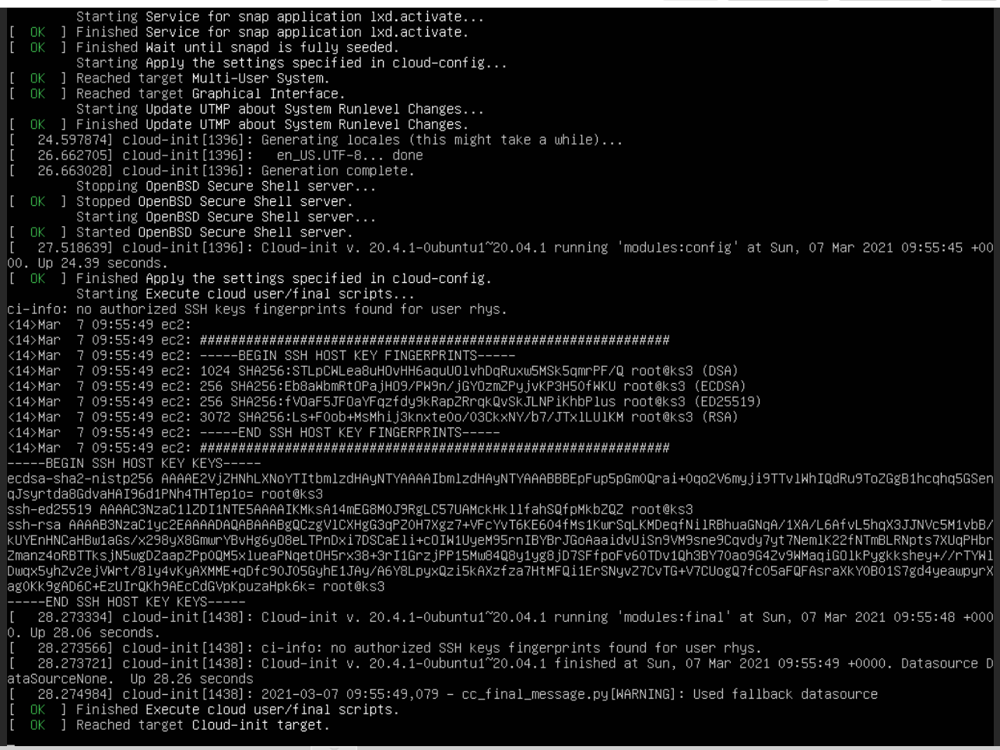 Starting Service for snap application lxd.activate...
[  OK  ] Finished Service for snap application lxd.activate.
[  OK  ] Finished Wait until snapd is fully seeded.
Starting Apply the settings specified in cloud-config...
[  OK  ] Reached target Multi-User System.
[  OK  ] Reached target Graphical Interface.
Starting Update UTMP about System Runlevel Changes...
[  OK  ] Finished Update UTMP about System Runlevel Changes.
[   24.597874] cloud-init[1396]: Generating locales (this might take a while)...
[   26.662705] cloud-init[1396]:   en_US.UTF-8... done
[   26.663028] cloud-init[1396]: Generation complete.
Stopping OpenBSD Secure Shell server...
[  OK  ] Stopped OpenBSD Secure Shell server.
Starting OpenBSD Secure Shell server...
[  OK  ] Started OpenBSD Secure Shell server.
[   27.518639] cloud-init[1396]: Cloud-init v. 20.4.1-0ubuntu1~20.04.1 running 'modules:config' at Sun, 07 Mar 2021 09:55:45 +00
00. Up 24.39 seconds.
[  OK  ] Finished Apply the settings specified in cloud-config.
Starting Execute cloud user/final scripts...
ci-info: no authorized SSH keys fingerprints found for user rhys.
<14>Mar  7 09:55:49 ec2:
<14>Mar  7 09:55:49 ec2: #############################################################
<14>Mar  7 09:55:49 ec2: -----BEGIN SSH HOST KEY FINGERPRINTS-----
<14>Mar  7 09:55:49 ec2: 1024 SHA256:STLpCWLea8uHOvHH6aquUOlvhDqRuxw5MSk5qmrPF/Q root@ks3 (DSA)
<14>Mar  7 09:55:49 ec2: 256 SHA256:Eb8aWbmRtOPajHO9/PW9n/jGYOzmZPyjvKP3H5OfWKU root@ks3 (ECDSA)
<14>Mar  7 09:55:49 ec2: 256 SHA256:fVOaF5JFOaYFqzfdy9kRapZRrqkQvSkJLNPiKhbPlus root@ks3 (ED25519)
<14>Mar  7 09:55:49 ec2: 3072 SHA256:Ls+FOob+MsMhij3knxteOo/O3CkxNY/b7/JTxlLUlKM root@ks3 (RSA)
<14>Mar  7 09:55:49 ec2: -----END SSH HOST KEY FINGERPRINTS-----
<14>Mar  7 09:55:49 ec2: #############################################################
-----BEGIN SSH HOST KEY KEYS-----
ecdsa-sha2-nistp256 AAAAE2VjZHNhLXNoYTItbmlzdHAyNTYAAAAIbmlzdHAyNTYAAABBBEpFup5pGmOQrai+Oqo2V6myji9TTvlWhIQdRu9ToZGgB1hcqhq5GSen
qJsyrtda8GdvaHAI96d1PNh4THTep1o= root@ks3
ssh-ed25519 AAAAC3NzaC1lZDI1NTE5AAAAIKMksA14mEG8MOJ9RgLC57UAMckHkllfahSQfpMkbZQZ root@ks3
ssh-rsa AAAAB3NzaC1yc2EAAAADAQABAAABgQCzgVlCXHgG3qPZOH7Xgz7+VFcYvT6KE6O4fMs1KwrSqLKMDeqfNilRBhuaGNqA/1XA/L6AfvL5hqX3JJNVc5M1vbB/
kUYEnHNCaHBw1aGs/x298yX8GmwrYBvHg6yO8eLTPnDxi7DSCaEli+cOIW1UyeM95rnIBYBrJGoAaaidvUiSn9VM9sne9Cqvdy7yt7NemlK22fNTmBLRNpts7XUqPHbr
Zmanz4oRBTTksjN5wgDZaapZPpOQM5xlueaPNqetOH5rx38+3rI1GrzjPP15Mw84Q8y1yg8jD7SFfpoFv6OTDv1Qh3BY7Oao9G4Zv9WMaqiGOlkPygkkshey+//rTYWl
Dwqx5yhZv2ejVWrt/8ly4vKyAXMME+qDfc9OJO5GyhE1JAy/A6Y8LpyxQzi5kAXzfza7HtMFQi1ErSNyvZ7CvTG+V7CUogQ7fcO5aFQFAsraXkYOBO1S7gd4yeawpyrX
agOKk9gAD6C+EzUIrQKh9AEcCdGVpKpuzaHpk6k= root@ks3
-----END SSH HOST KEY KEYS-----
[   28.273334] cloud-init[1438]: Cloud-init v. 20.4.1-0ubuntu1~20.04.1 running 'modules:final' at Sun, 07 Mar 2021 09:55:48 +000
0. Up 28.06 seconds.
[   28.273566] cloud-init[1438]: ci-info: no authorized SSH keys fingerprints found for user rhys.
[   28.273721] cloud-init[1438]: Cloud-init v. 20.4.1-0ubuntu1~20.04.1 finished at Sun, 07 Mar 2021 09:55:49 +0000. Datasource D
ataSourceNone.  Up 28.26 seconds
[   28.274984] cloud-init[1438]: 2021-03-07 09:55:49,079 - cc_final_message.py[WARNING]: Used fallback datasource
[  OK  ] Finished Execute cloud user/final scripts.
[  OK  ] Reached target Cloud-init target.